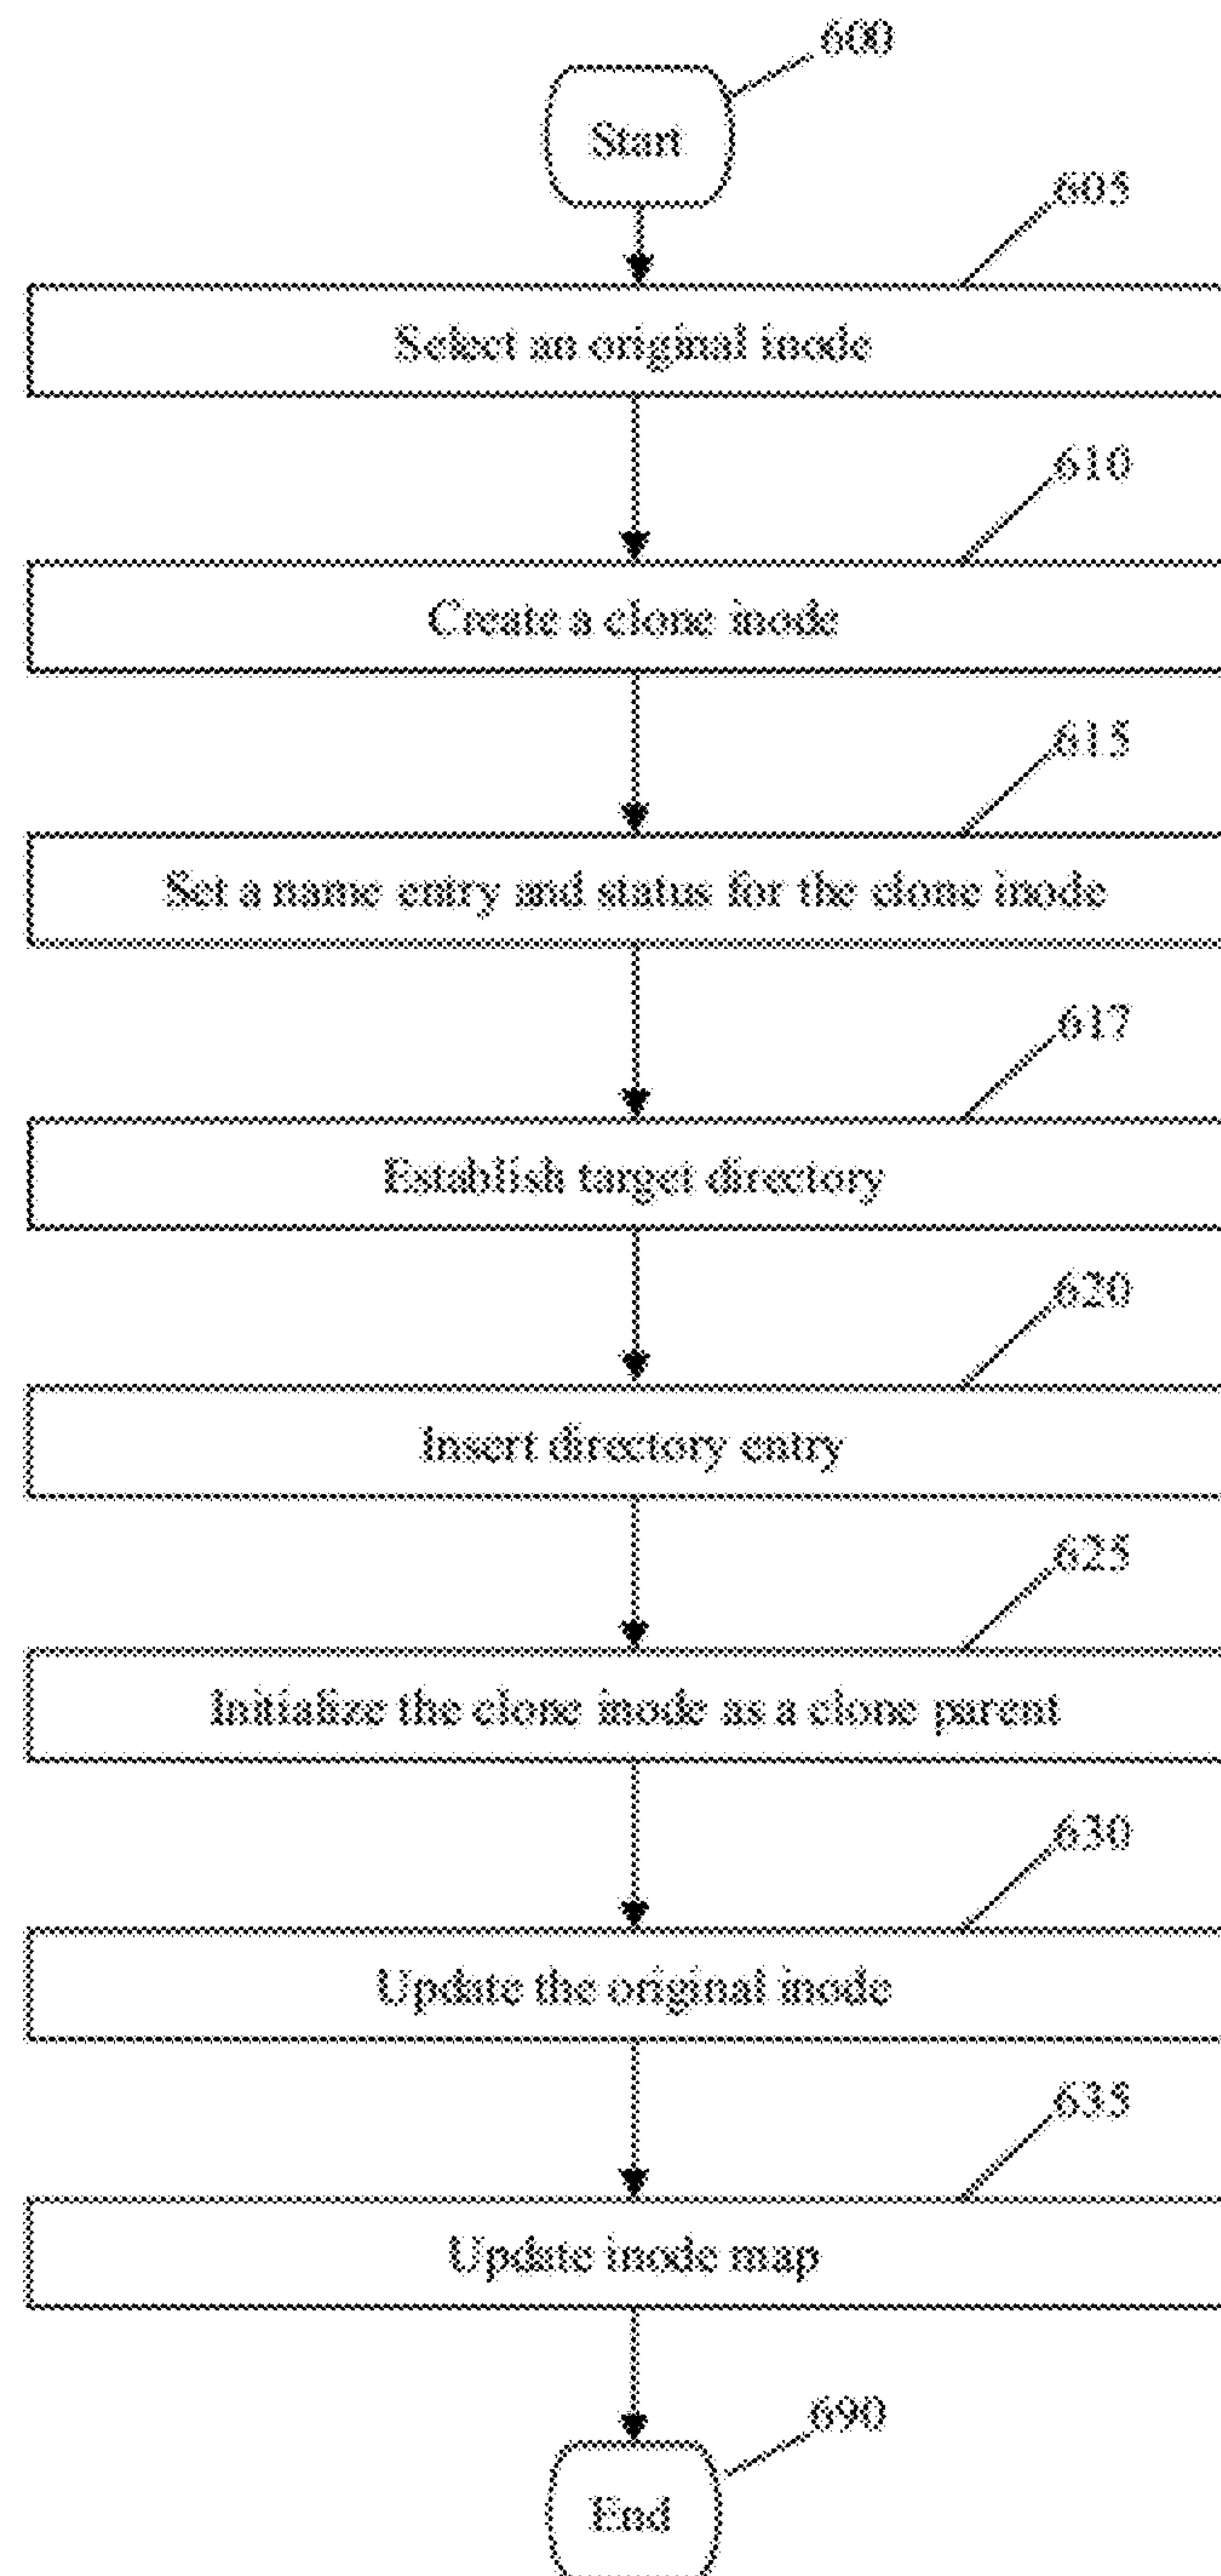 600
Start
605
Select an original inode
610
Create a clone inode
615
Set a name entry and status for the clone inode
617
Establish target directory
620
Insert directory entry
625
Initialize the clone inode as a clone parent
630
Update the original inode
635
Update inode map
690
End